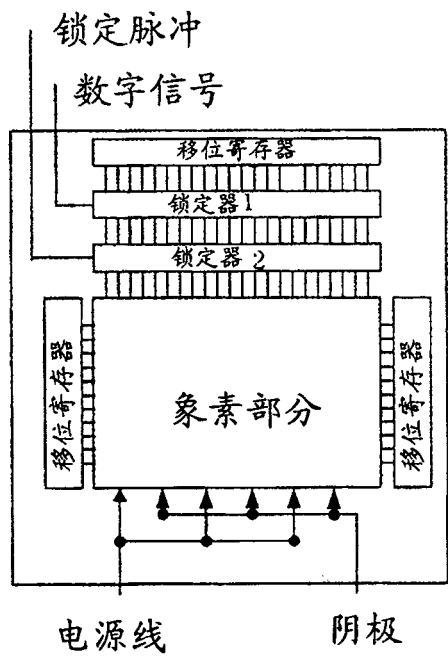 锁定脉冲
数字信号
移位寄存器
锁定器1
锁定器2
移位寄存器
象素部分
移位寄存器
电源线
阴极